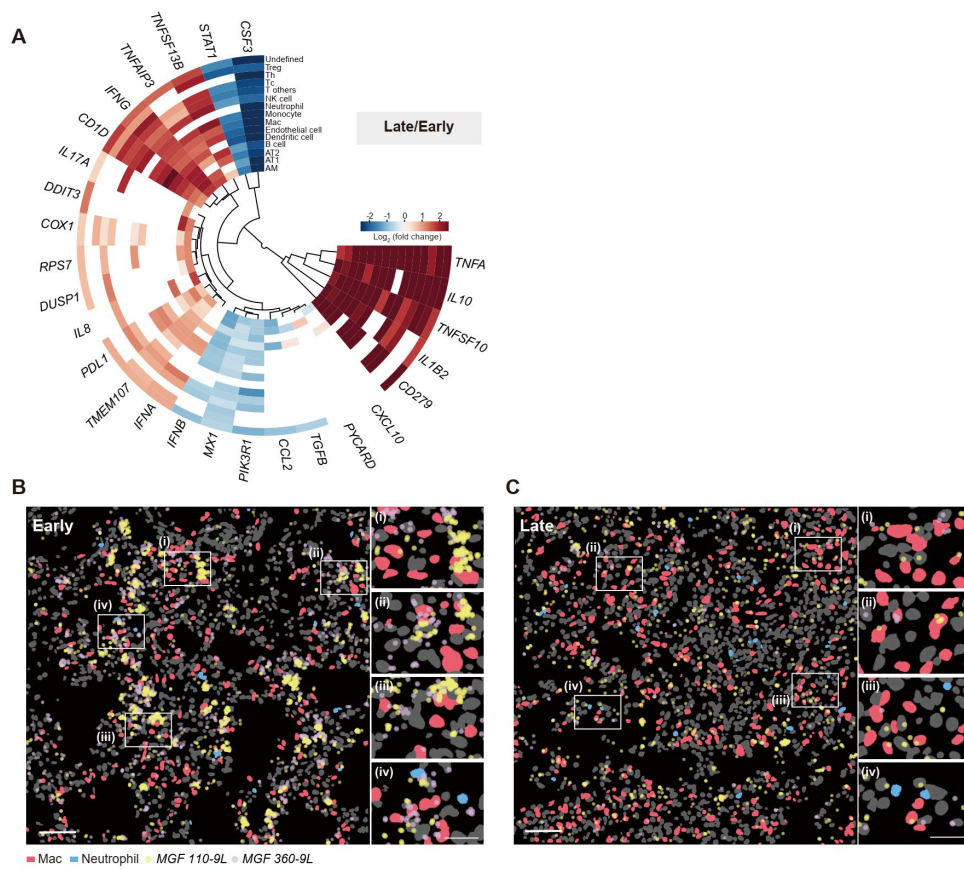 A
CSF3
STAT1
TNFSF13B
TNFAIP3
IFNG
CD1D
IL17A
DDIT3
COX1
RPS7
DUSP1
IL8
PDL1
TMEM107
IFNA
IFNB
MX1
PIK3R1
CCL2
TGFB
PYCARD
CXCL10
CD279
IL1B2
TNFSF10
IL10
TNFA
Undefined
Treg
Th
Tc
T others
NK cell
Neutrophil
Monocyte
Mac
Endothelial cell
Dendritic cell
B cell
AT2
AT1
AM
Late/Early
-2 -1 0 1 2
Log2 (fold change)
B
Early
(i)
(ii)
(iv)
(iii)
(i)
(ii)
(iii)
(iv)
C
Late
(i)
(ii)
(iv)
(iii)
(i)
(ii)
(iii)
(iv)
Mac Neutrophil MGF 110-9L MGF 360-9L